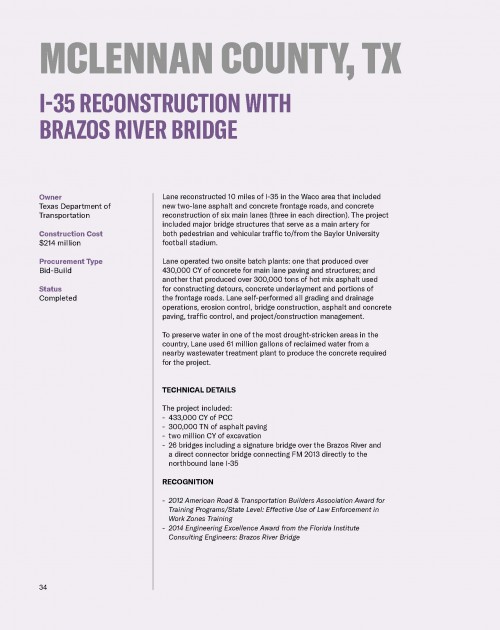 MCLENNAN COUNTY, TX
I-35 RECONSTRUCTION WITH
BRAZOS RIVER BRIDGE
Owner
Texas Department of
Transportation
Construction Cost
$214 million
Procurement Type
Bid-Build
Status
Completed
Lane reconstructed 10 miles of I-35 in the Waco area that included
new two-lane asphalt and concrete frontage roads, and concrete
reconstruction of six main lanes (three in each direction). The project
included major bridge structures that serve as a main artery for
both pedestrian and vehicular traffic to/from the Baylor University
football stadium.
Lane operated two onsite batch plants: one that produced over
430,000 CY of concrete for main lane paving and structures; and
another that produced over 300,000 tons of hot mix asphalt used
for constructing detours, concrete underlayment and portions of
the frontage roads. Lane self-performed all grading and drainage
operations, erosion control, bridge construction, asphalt and concrete
paving, traffic control, and project/construction management.
To preserve water in one of the most drought-stricken areas in the
country, Lane used 61 million gallons of reclaimed water from a
nearby wastewater treatment plant to produce the concrete required
for the project.
TECHNICAL DETAILS
The project included:
- 433,000 CY of PCC
- 300,000 TN of asphalt paving
- two million CY of excavation
- 26 bridges including a signature bridge over the Brazos River and
a direct connector bridge connecting FM 2013 directly to the
northbound lane I-35
RECOGNITION
- 2012 American Road & Transportation Builders Association Award for
Training Programs/State Level: Effective Use of Law Enforcement in
Work Zones Training
- 2014 Engineering Excellence Award from the Florida Institute
Consulting Engineers: Brazos River Bridge
34